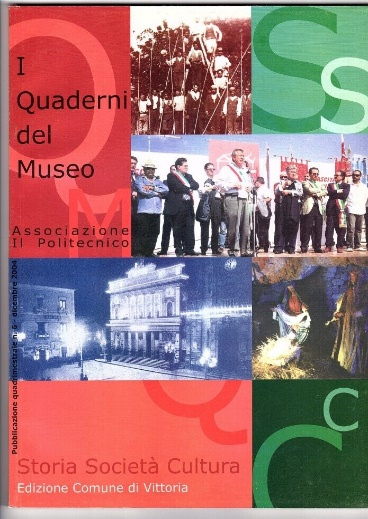 I
Quaderni
del
Museo
Associazione
Il Politecnico
Q
M
S
S
Q
C
C
Storia Società Cultura
Edizione Comune di Vittoria
Pubblicazione quadrimestrale n. 6 - dicembre 2004